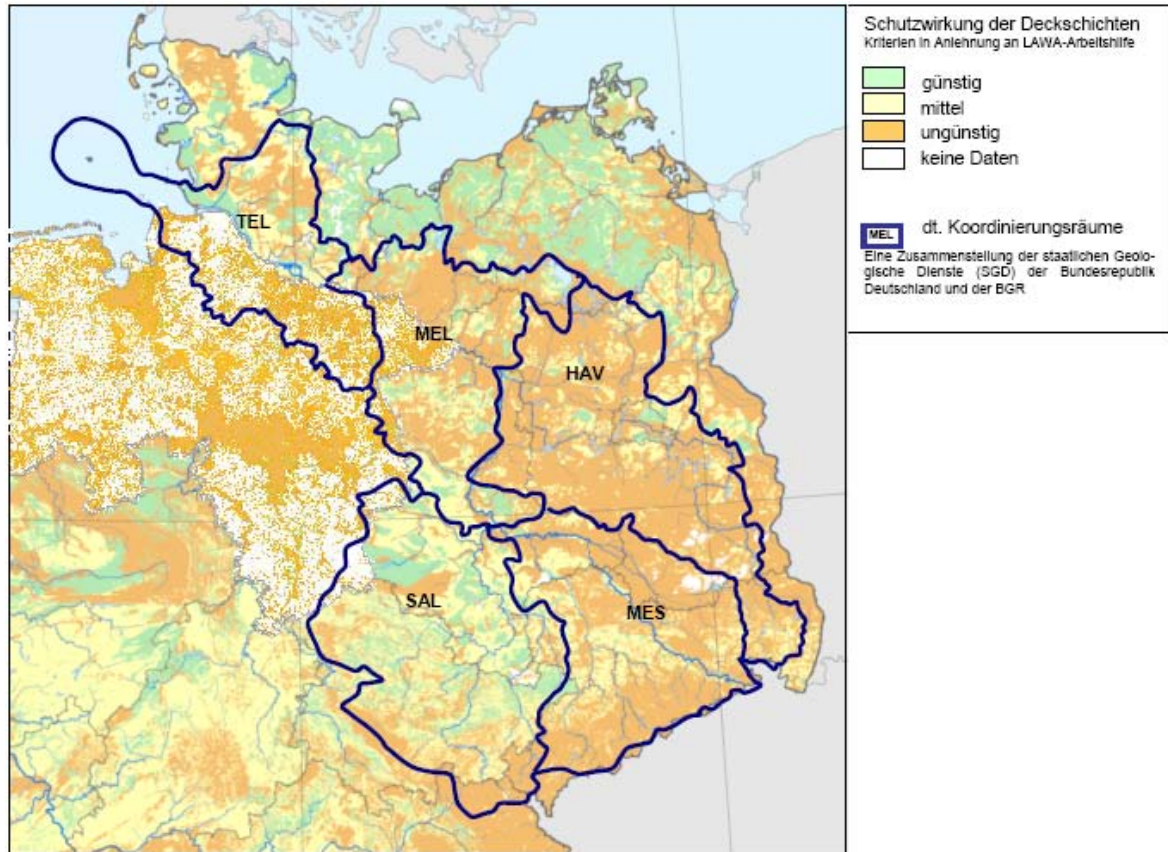 Schutzwirkung der Deckschichten
Kriterien in Anlehnung an LAWA-Arbeitshilfe
günstig
mittel
ungünstig
keine Daten
MEL dt. Koordinierungsräume
Eine Zusammenstellung der staatlichen Geolo-
gische Dienste (SGD) der Bundesrepublik
Deutschland und der BGR
TEL
MEL
HAV
SAL
MES